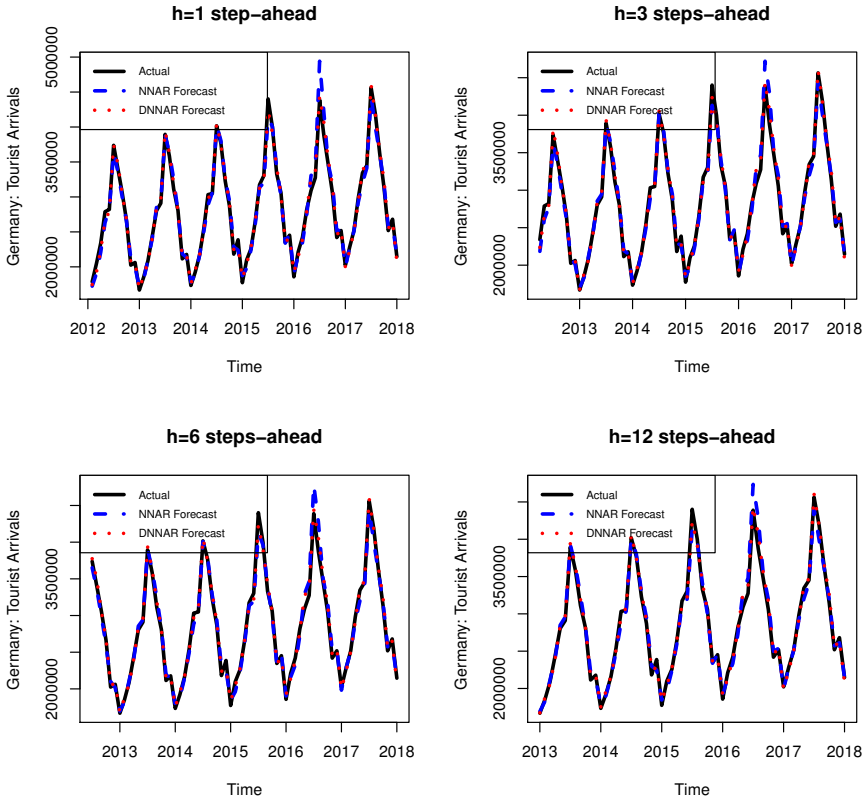 h=1 step-ahead
Germany: Tourist Arrivals
5000000
3500000
2000000
Actual
NNAR Forecast
DNNAR Forecast
2012 2013 2014 2015 2016 2017 2018
Time
h=3 steps-ahead
Germany: Tourist Arrivals
3500000
2000000
Actual
NNAR Forecast
DNNAR Forecast
2013 2014 2015 2016 2017 2018
Time
h=6 steps-ahead
Germany: Tourist Arrivals
3500000
2000000
Actual
NNAR Forecast
DNNAR Forecast
2013 2014 2015 2016 2017 2018
Time
h=12 steps-ahead
Germany: Tourist Arrivals
3500000
2000000
Actual
NNAR Forecast
DNNAR Forecast
2013 2014 2015 2016 2017 2018
Time